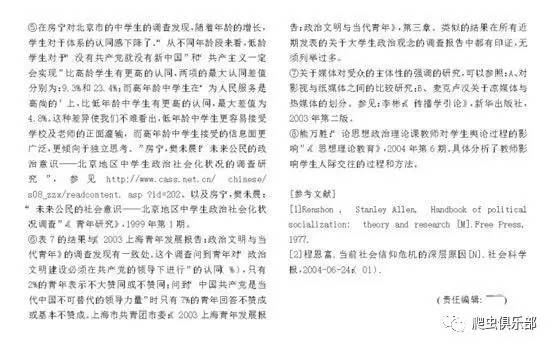 ⑤在房宁对北京市的中学生的调查发现,随着年龄的增长,
学生对于体系的认同感下降了。“从不同年龄段来看,低龄
学生对于“没有共产党就没有新中国”和“共产主义一定
会实现”比高龄学生有更高的认同,两项的最大认同差值
分别为:9.3%和23.4%;而高龄中学生在“为人民服务是
高尚的”上,比低年龄中学生有更高的认同,最大差值为
4.8%。这种差异使我们不难看出,低年龄中学生更容易接受
学校及老师的正面灌输,而高年龄中学生接受的信息面更
广泛,更倾向于独立思考。”房宁,樊未晨:“未来公民的政
治意识——北京地区中学生政治社会化状况的调查研
究”,参见 http://www.cass.net.cn/ chinese/
s08_zzx/readcontent. asp ?id=202. 以及房宁,樊未晨:
“未来公民的社会意识——北京地区中学生政治社会化状
况调查”《青年研究》,1999年第1期。
⑥表7的结果与《2003上海青年发展报告:政治文明与当
代青年》的调查发现有一致处。这个调查问到青年对“政治
文明建设必须在共产党的领导下进行”的认同(%),只有
2%的青年表示不大赞同或不赞同;问到“中国共产党是当
代中国不可替代的领导力量”时只有7%的青年回答不赞成
或基本不赞成。上海市共青团市委:《2003上海青年发展报
告:政治文明与当代青年》,第三章。类似的结果在所有近
期发表的关于大学生政治观念的调查报告中都有印证,无
须列举过多。
⑦关于媒体对受众的主体性的强调的研究,可以参照:A、对
影视与纸媒体之间的比较研究;B、麦克卢汉关于凉媒体与
热媒体的划分。参见:李彬《传播学引论》,新华出版社,
2003年第二版。
⑧熊万胜“论思想政治理论课教师对学生舆论过程的影
响”《思想理论教育》,2004年第6期,具体分析了教师影
响学生人际交往的过程和方法。
[参考文献]
[1]Renshon , Stanley Allen. Handbook of political
socialization: theory and research [M].Free Press,
1977.
[2]程恩富.当前社会信仰危机的深层原因[N].社会科学
报,2004-06-24(01).
(责任编辑:一)
爬虫俱乐部